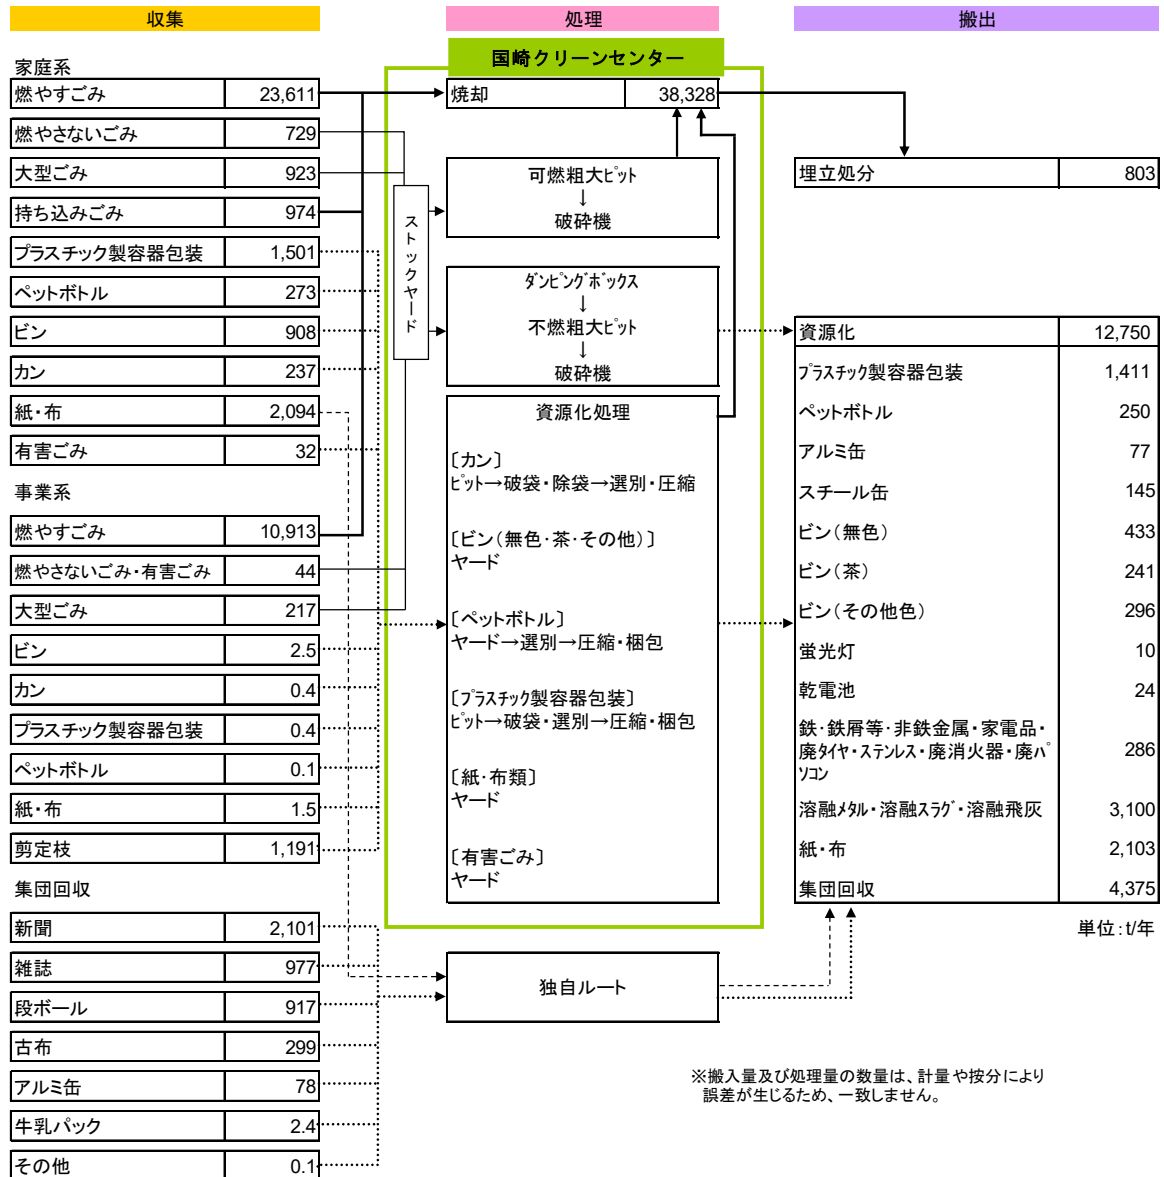 収集
処理
搬出
国崎クリーンセンター
家庭系
燃やすごみ 23,611
燃やさないごみ 729
大型ごみ 923
持ち込みごみ 974
プラスチック製容器包装 1,501
ペットボトル 273
ビン 908
カン 237
紙・布 2,094
有害ごみ 32
事業系
燃やすごみ 10,913
燃やさないごみ・有害ごみ 44
大型ごみ 217
ビン 2.5
カン 0.4
プラスチック製容器包装 0.4
ペットボトル 0.1
紙・布 1.5
剪定枝 1,191
集団回収
新聞 2,101
雑誌 977
段ボール 917
古布 299
アルミ缶 78
牛乳パック 2.4
その他 0.1
ストックヤード
焼却 38,328
可燃粗大ピット
↓
破砕機
ダンピングボックス
↓
不燃粗大ピット
↓
破砕機
資源化処理
〔カン〕
ピット→破袋・除袋→選別・圧縮
〔ビン(無色・茶・その他)〕
ヤード
〔ペットボトル〕
ヤード→選別→圧縮・梱包
〔プラスチック製容器包装〕
ピット→破袋・選別→圧縮・梱包
〔紙・布類〕
ヤード
〔有害ごみ〕
ヤード
独自ルート
埋立処分 803
資源化 12,750
プラスチック製容器包装 1,411
ペットボトル 250
アルミ缶 77
スチール缶 145
ビン(無色) 433
ビン(茶) 241
ビン(その他色) 296
蛍光灯 10
乾電池 24
鉄・鉄屑等・非鉄金属・家電品・
廃タイヤ・ステンレス・廃消火器・廃パ
ソコン 286
溶融メタル・溶融スラグ・溶融飛灰 3,100
紙・布 2,103
集団回収 4,375
単位:t/年
※搬入量及び処理量の数量は、計量や按分により
誤差が生じるため、一致しません。